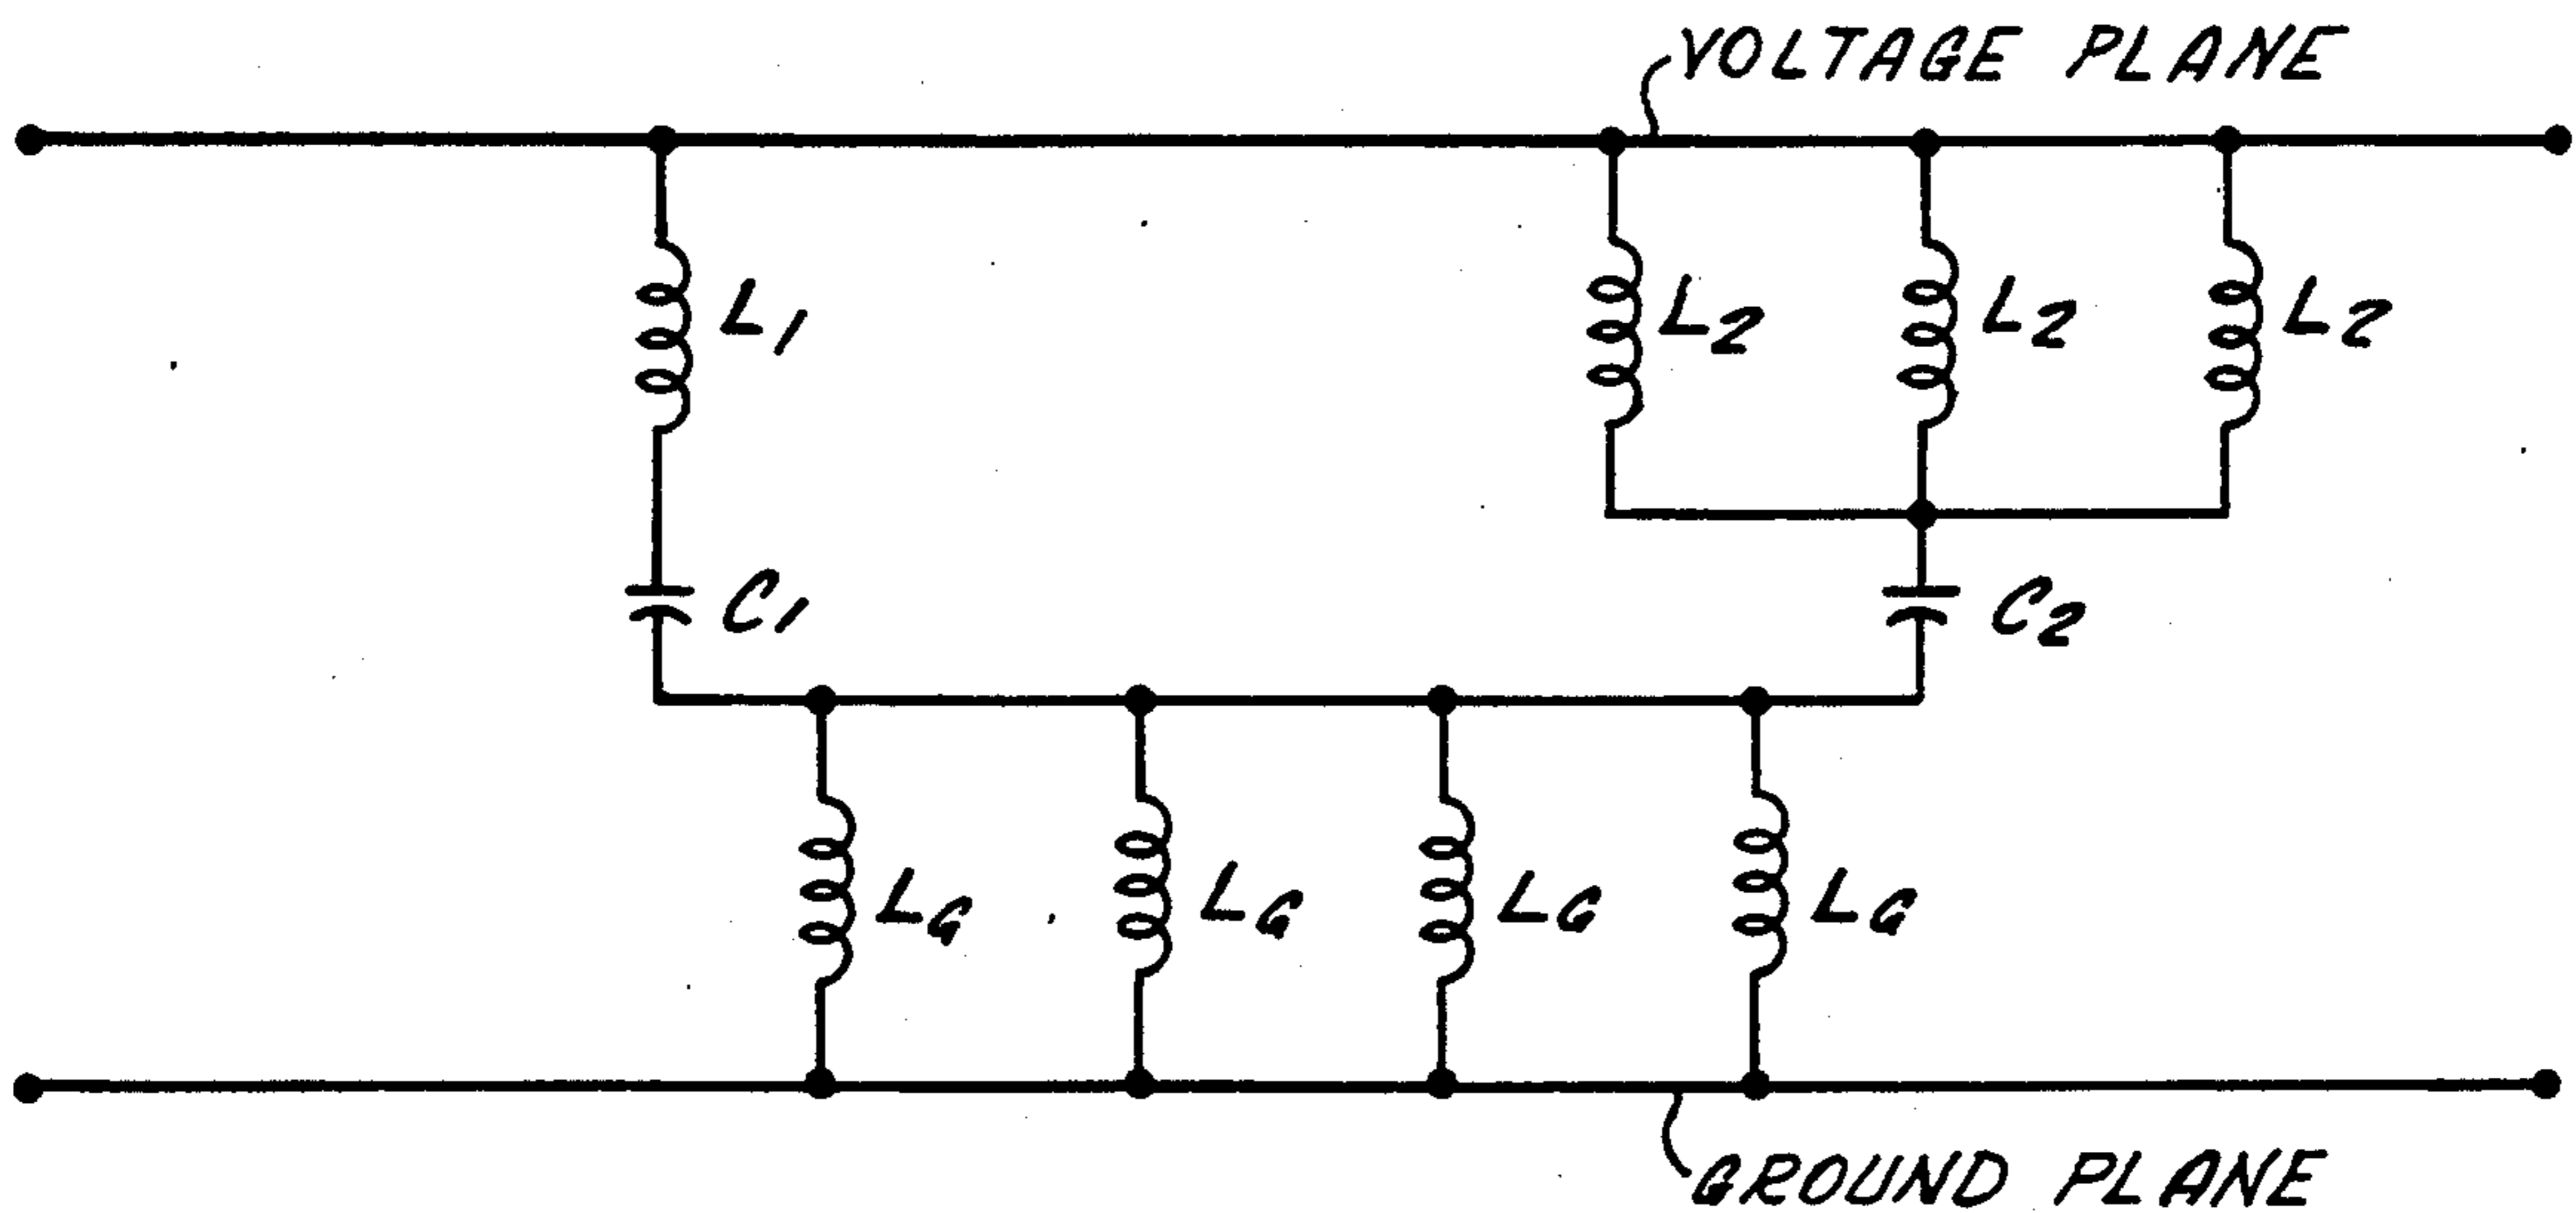 VOLTAGE PLANE
L1
L2
L2
L2
C1
C2
LG
LG
LG
LG
GROUND PLANE